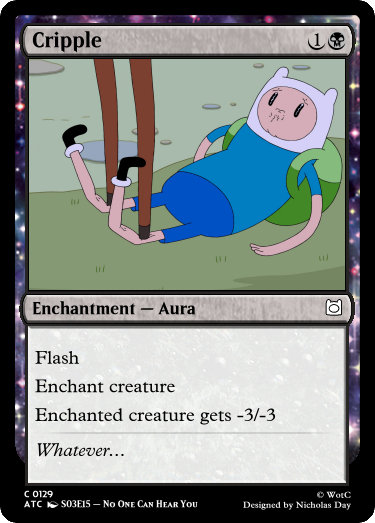 Cripple 1
Enchantment — Aura
Flash
Enchant creature
Enchanted creature gets -3/-3
Whatever...
C 0129 © WotC
ATC S03E15 — No One Can Hear You Designed by Nicholas Day